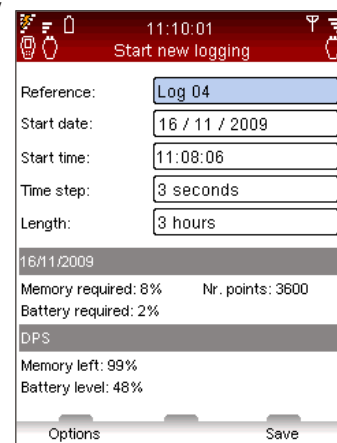 11:10:01
Start new logging
Reference: Log 04
Start date: 16 / 11 / 2009
Start time: 11:08:06
Time step: 3 seconds
Length: 3 hours
16/11/2009
Memory required: 8% Nr. points: 3600
Battery required: 2%
DPS
Memory left: 99%
Battery level: 48%
Options Save